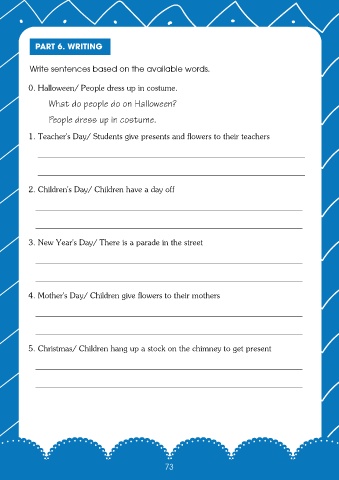 PART 6. WRITING
Write sentences based on the available words.
0. Halloween/ People dress up in costume.
What do people do on Halloween?
People dress up in costume.
1. Teacher's Day/ Students give presents and flowers to their teachers
2. Children's Day/ Children have a day off
3. New Year's Day/ There is a parade in the street
4. Mother's Day/ Children give flowers to their mothers
5. Christmas/ Children hang up a stock on the chimney to get present
73